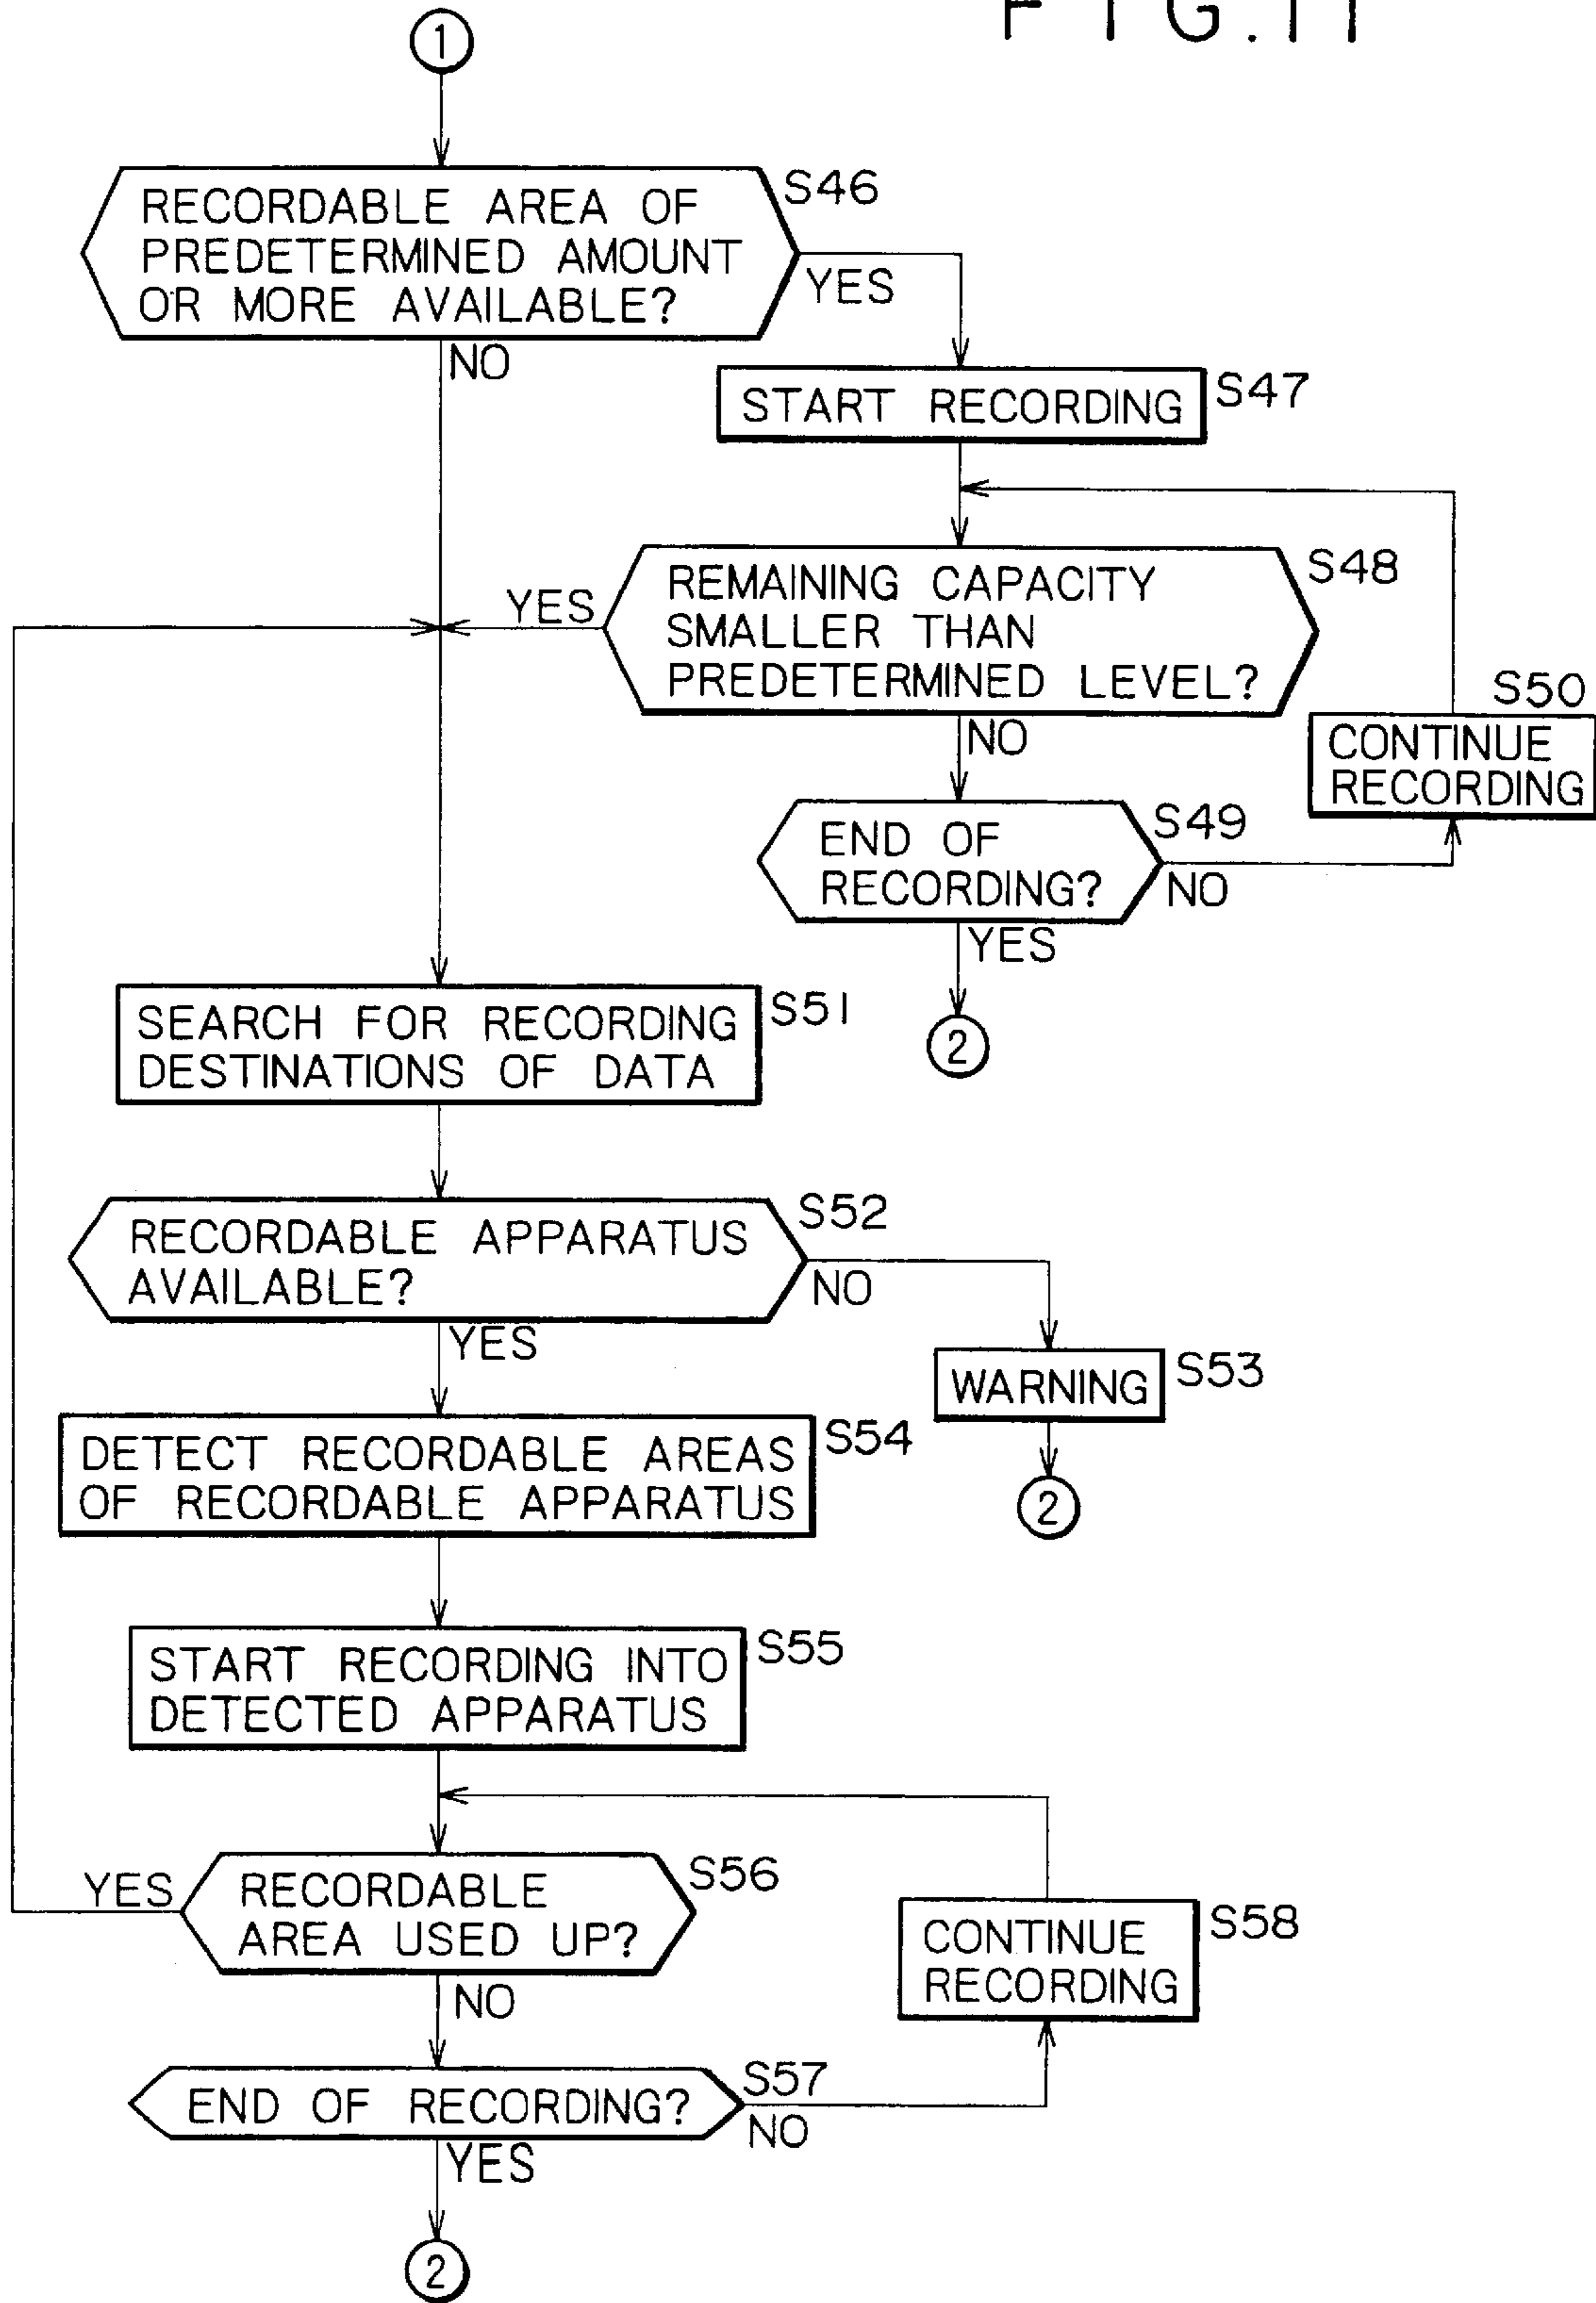 FIG.11
1
RECORDABLE AREA OF
PREDETERMINED AMOUNT
OR MORE AVAILABLE?
S46
YES
NO
START RECORDING
S47
REMAINING CAPACITY
SMALLER THAN
PREDETERMINED LEVEL?
S48
YES
NO
S50
CONTINUE
RECORDING
END OF
RECORDING?
S49
NO
YES
2
SEARCH FOR RECORDING
DESTINATIONS OF DATA
S51
RECORDABLE APPARATUS
AVAILABLE?
S52
NO
YES
WARNING
S53
2
DETECT RECORDABLE AREAS
OF RECORDABLE APPARATUS
S54
START RECORDING INTO
DETECTED APPARATUS
S55
RECORDABLE
AREA USED UP?
S56
YES
NO
CONTINUE
RECORDING
S58
END OF RECORDING?
S57
NO
YES
2